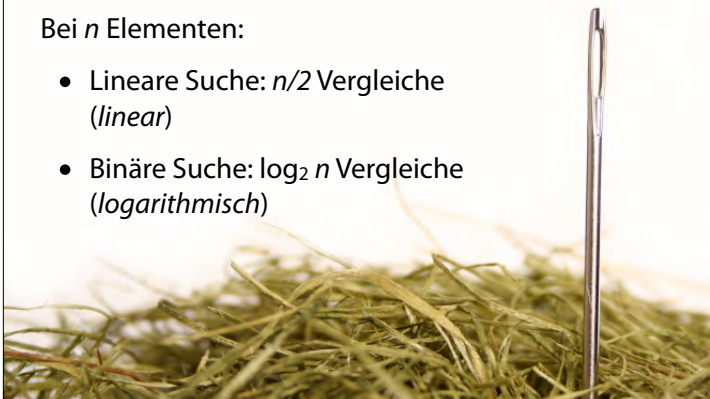 Bei n Elementen:
• Lineare Suche: n/2 Vergleiche
(linear)
• Binäre Suche: log₂ n Vergleiche
(logarithmisch)